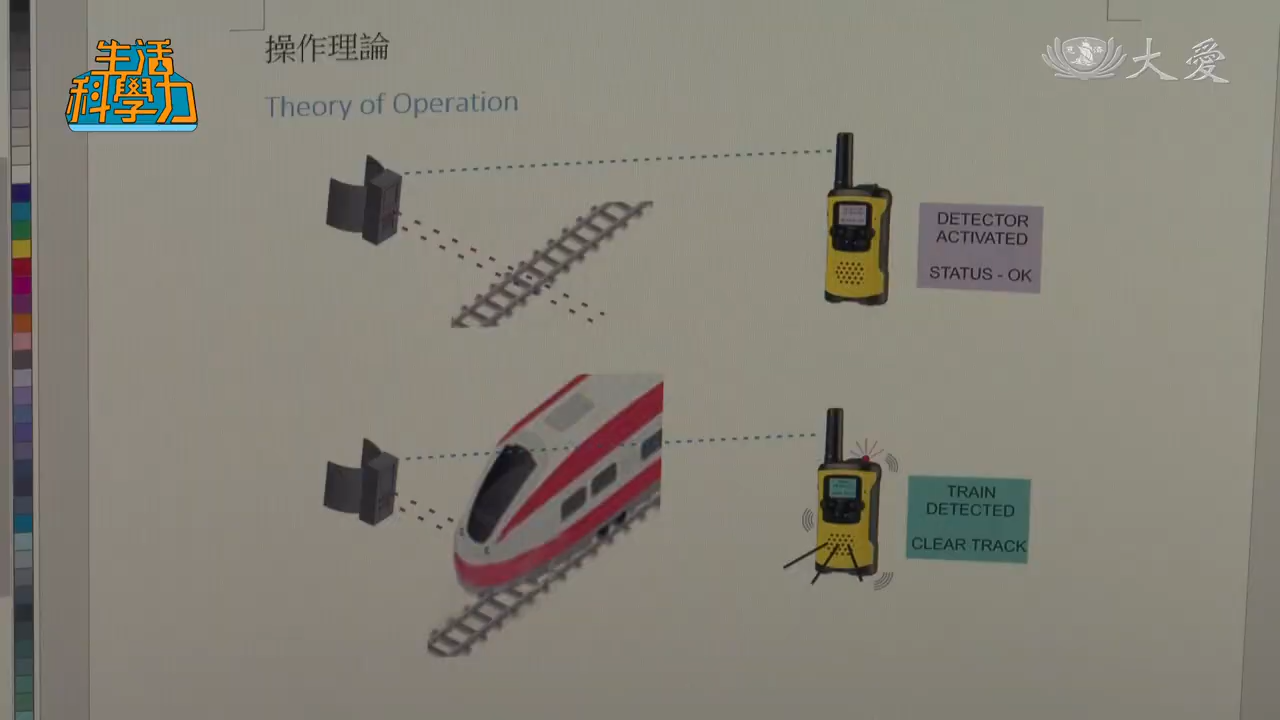 生活
科學力
大愛
操作理論
Theory of Operation
DETECTOR
ACTIVATED
STATUS - OK
TRAIN
DETECTED
CLEAR TRACK